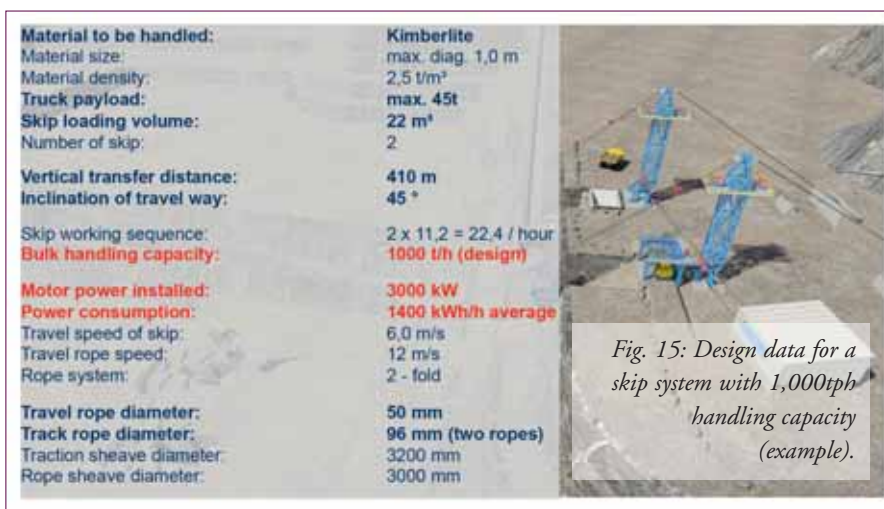 Material to be handled: Kimberlite
Material size: max. diag. 1,0 m
Material density: 2,5 t/m³
Truck payload: max. 45t
Skip loading volume: 22 m³
Number of skip: 2
Vertical transfer distance: 410 m
Inclination of travel way: 45 °
Skip working sequence: 2 x 11,2 = 22,4 / hour
Bulk handling capacity: 1000 t/h (design)
Motor power installed: 3000 kW
Power consumption: 1400 kWh/h average
Travel speed of skip: 6,0 m/s
Travel rope speed: 12 m/s
Rope system: 2 - fold
Travel rope diameter: 50 mm
Track rope diameter: 96 mm (two ropes)
Traction sheave diameter: 3200 mm
Rope sheave diameter: 3000 mm
Fig. 15: Design data for a
skip system with 1,000tph
handling capacity
(example).